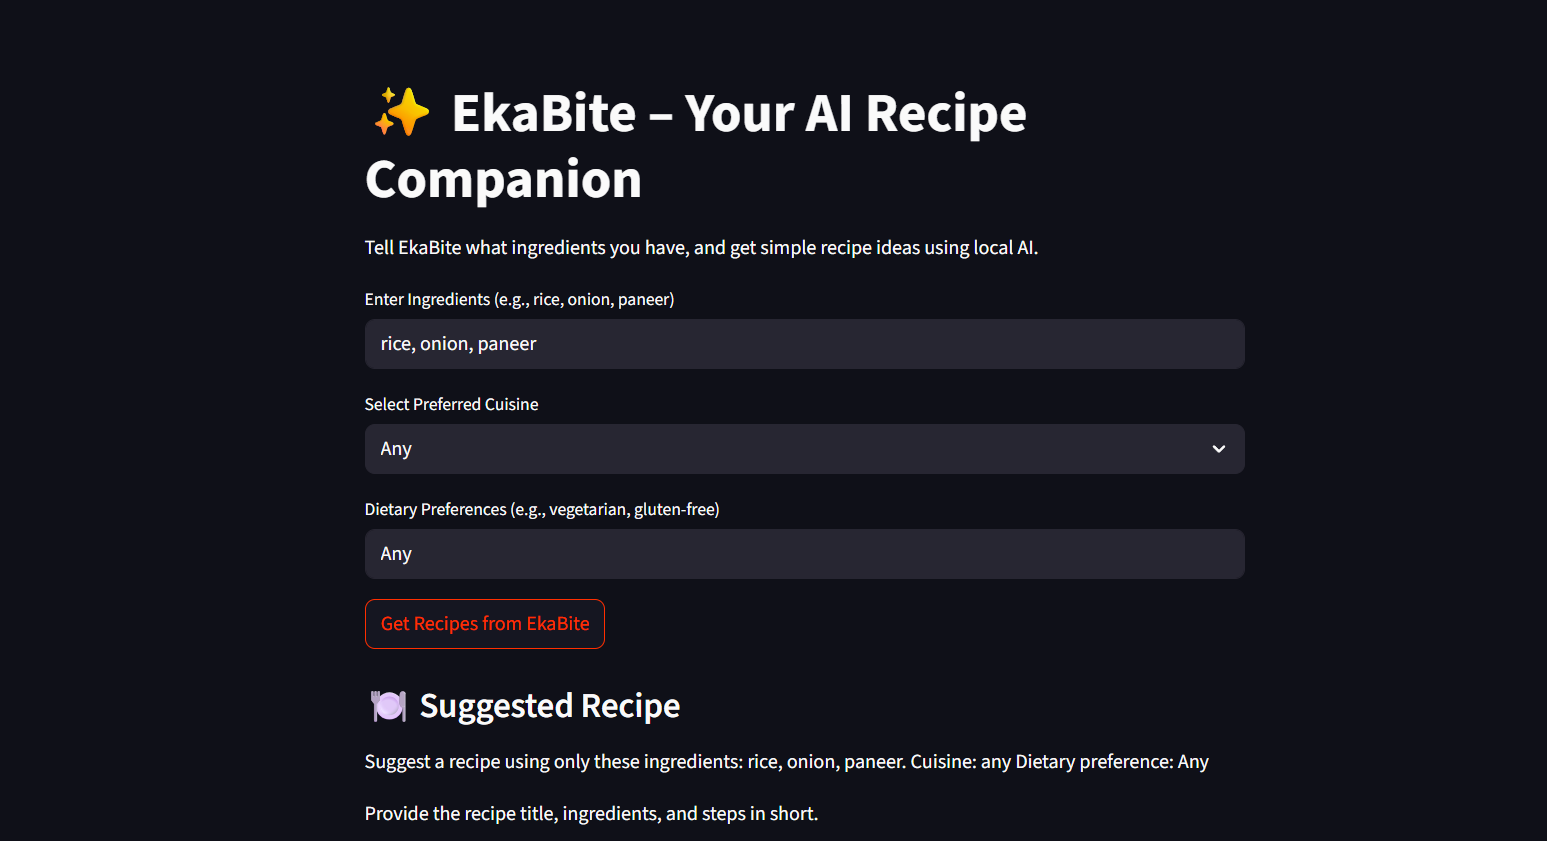 ✨ EkaBite – Your AI Recipe
Companion
Tell EkaBite what ingredients you have, and get simple recipe ideas using local AI.
Enter Ingredients (e.g., rice, onion, paneer)
rice, onion, paneer
Select Preferred Cuisine
Any
Dietary Preferences (e.g., vegetarian, gluten-free)
Any
Get Recipes from EkaBite
🍽️ Suggested Recipe
Suggest a recipe using only these ingredients: rice, onion, paneer. Cuisine: any Dietary preference: Any
Provide the recipe title, ingredients, and steps in short.